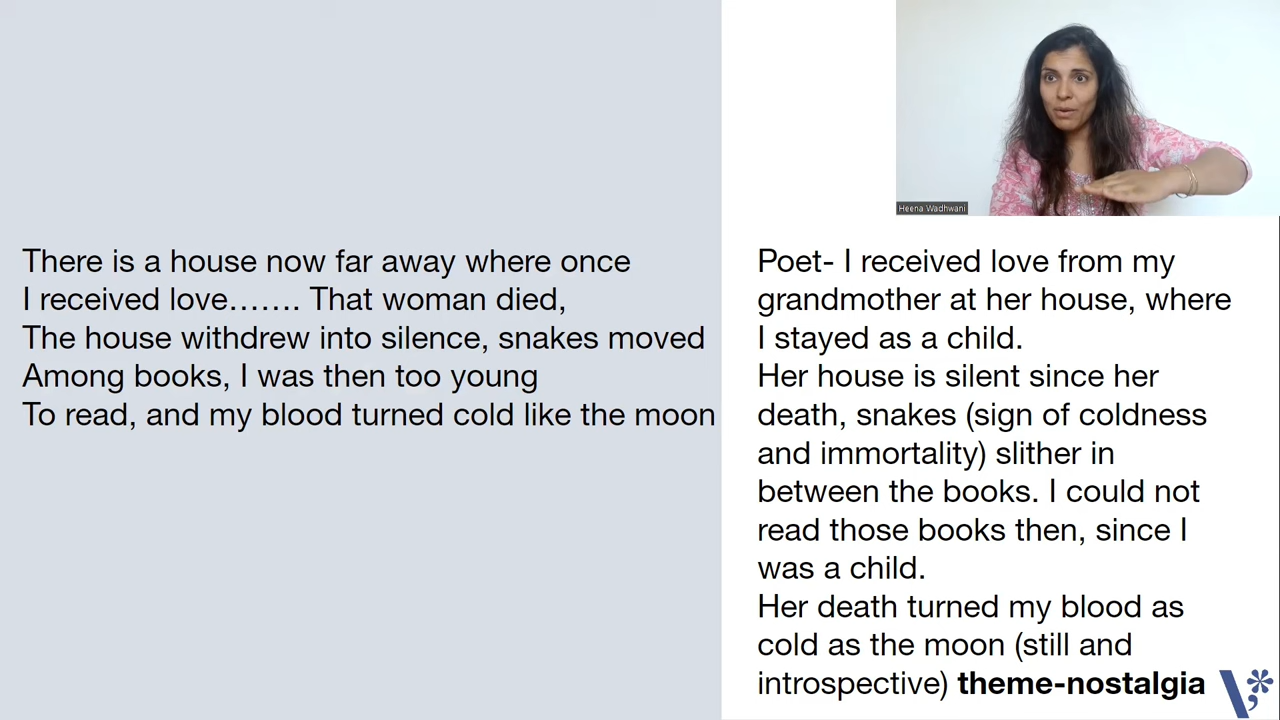 Heena Wadhwani
There is a house now far away where once
I received love……. That woman died,
The house withdrew into silence, snakes moved
Among books, I was then too young
To read, and my blood turned cold like the moon
Poet- I received love from my
grandmother at her house, where
I stayed as a child.
Her house is silent since her
death, snakes (sign of coldness
and immortality) slither in
between the books. I could not
read those books then, since I
was a child.
Her death turned my blood as
cold as the moon (still and
introspective) theme-nostalgia